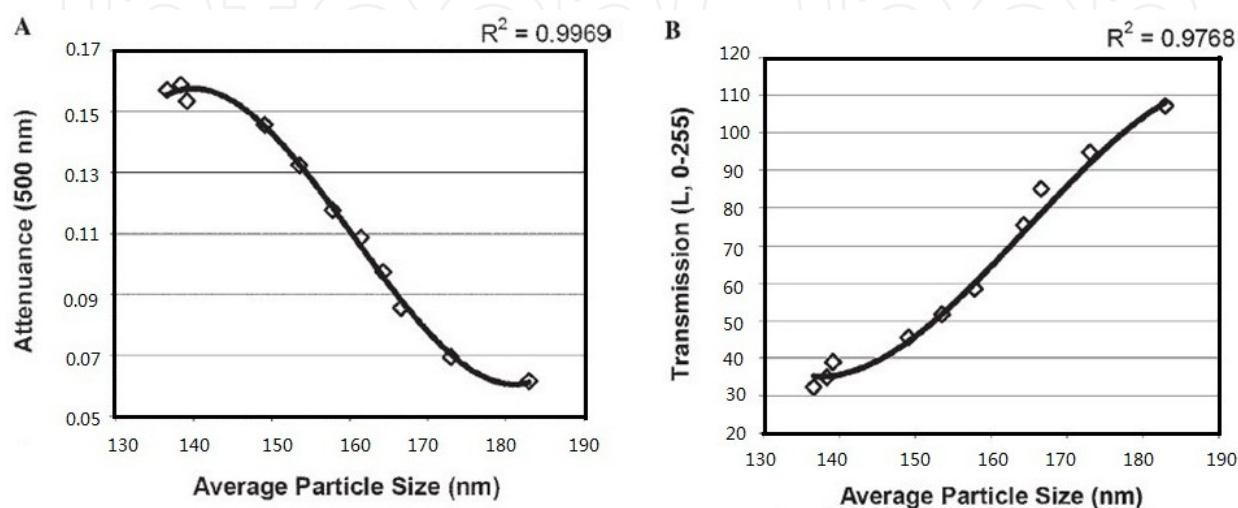 A
R² = 0.9969
0.17
0.15
0.13
0.11
0.09
0.07
0.05
Attenuance (500 nm)
130 140 150 160 170 180 190
Average Particle Size (nm)
B
R² = 0.9768
120
110
100
90
80
70
60
50
40
30
20
Transmission (L, 0-255)
130 140 150 160 170 180 190
Average Particle Size (nm)